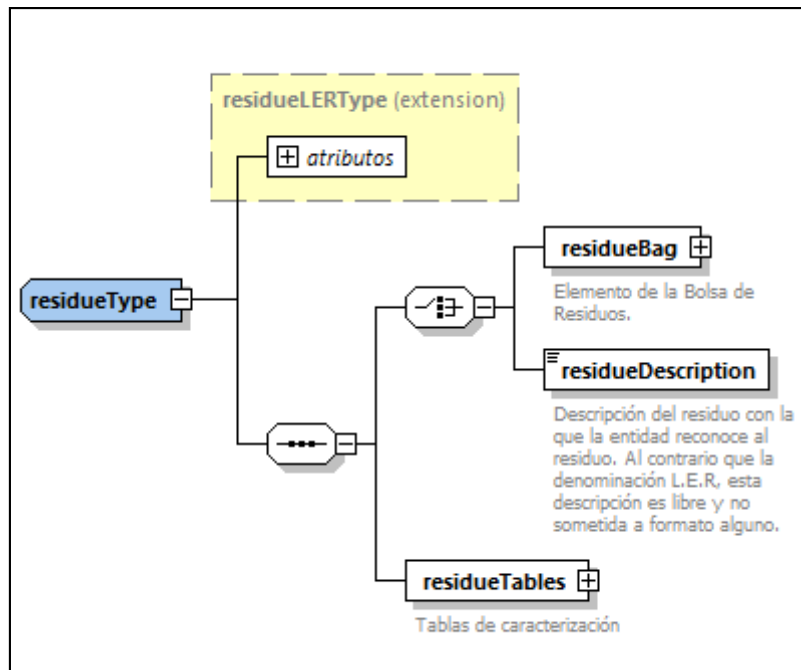 residueLERType (extension)
atributos
residueType
residueBag
Elemento de la Bolsa de
Residuos.
residueDescription
Descripción del residuo con la
que la entidad reconoce al
residuo. Al contrario que la
denominación L.E.R, esta
descripción es libre y no
sometida a formato alguno.
residueTables
Tablas de caracterización